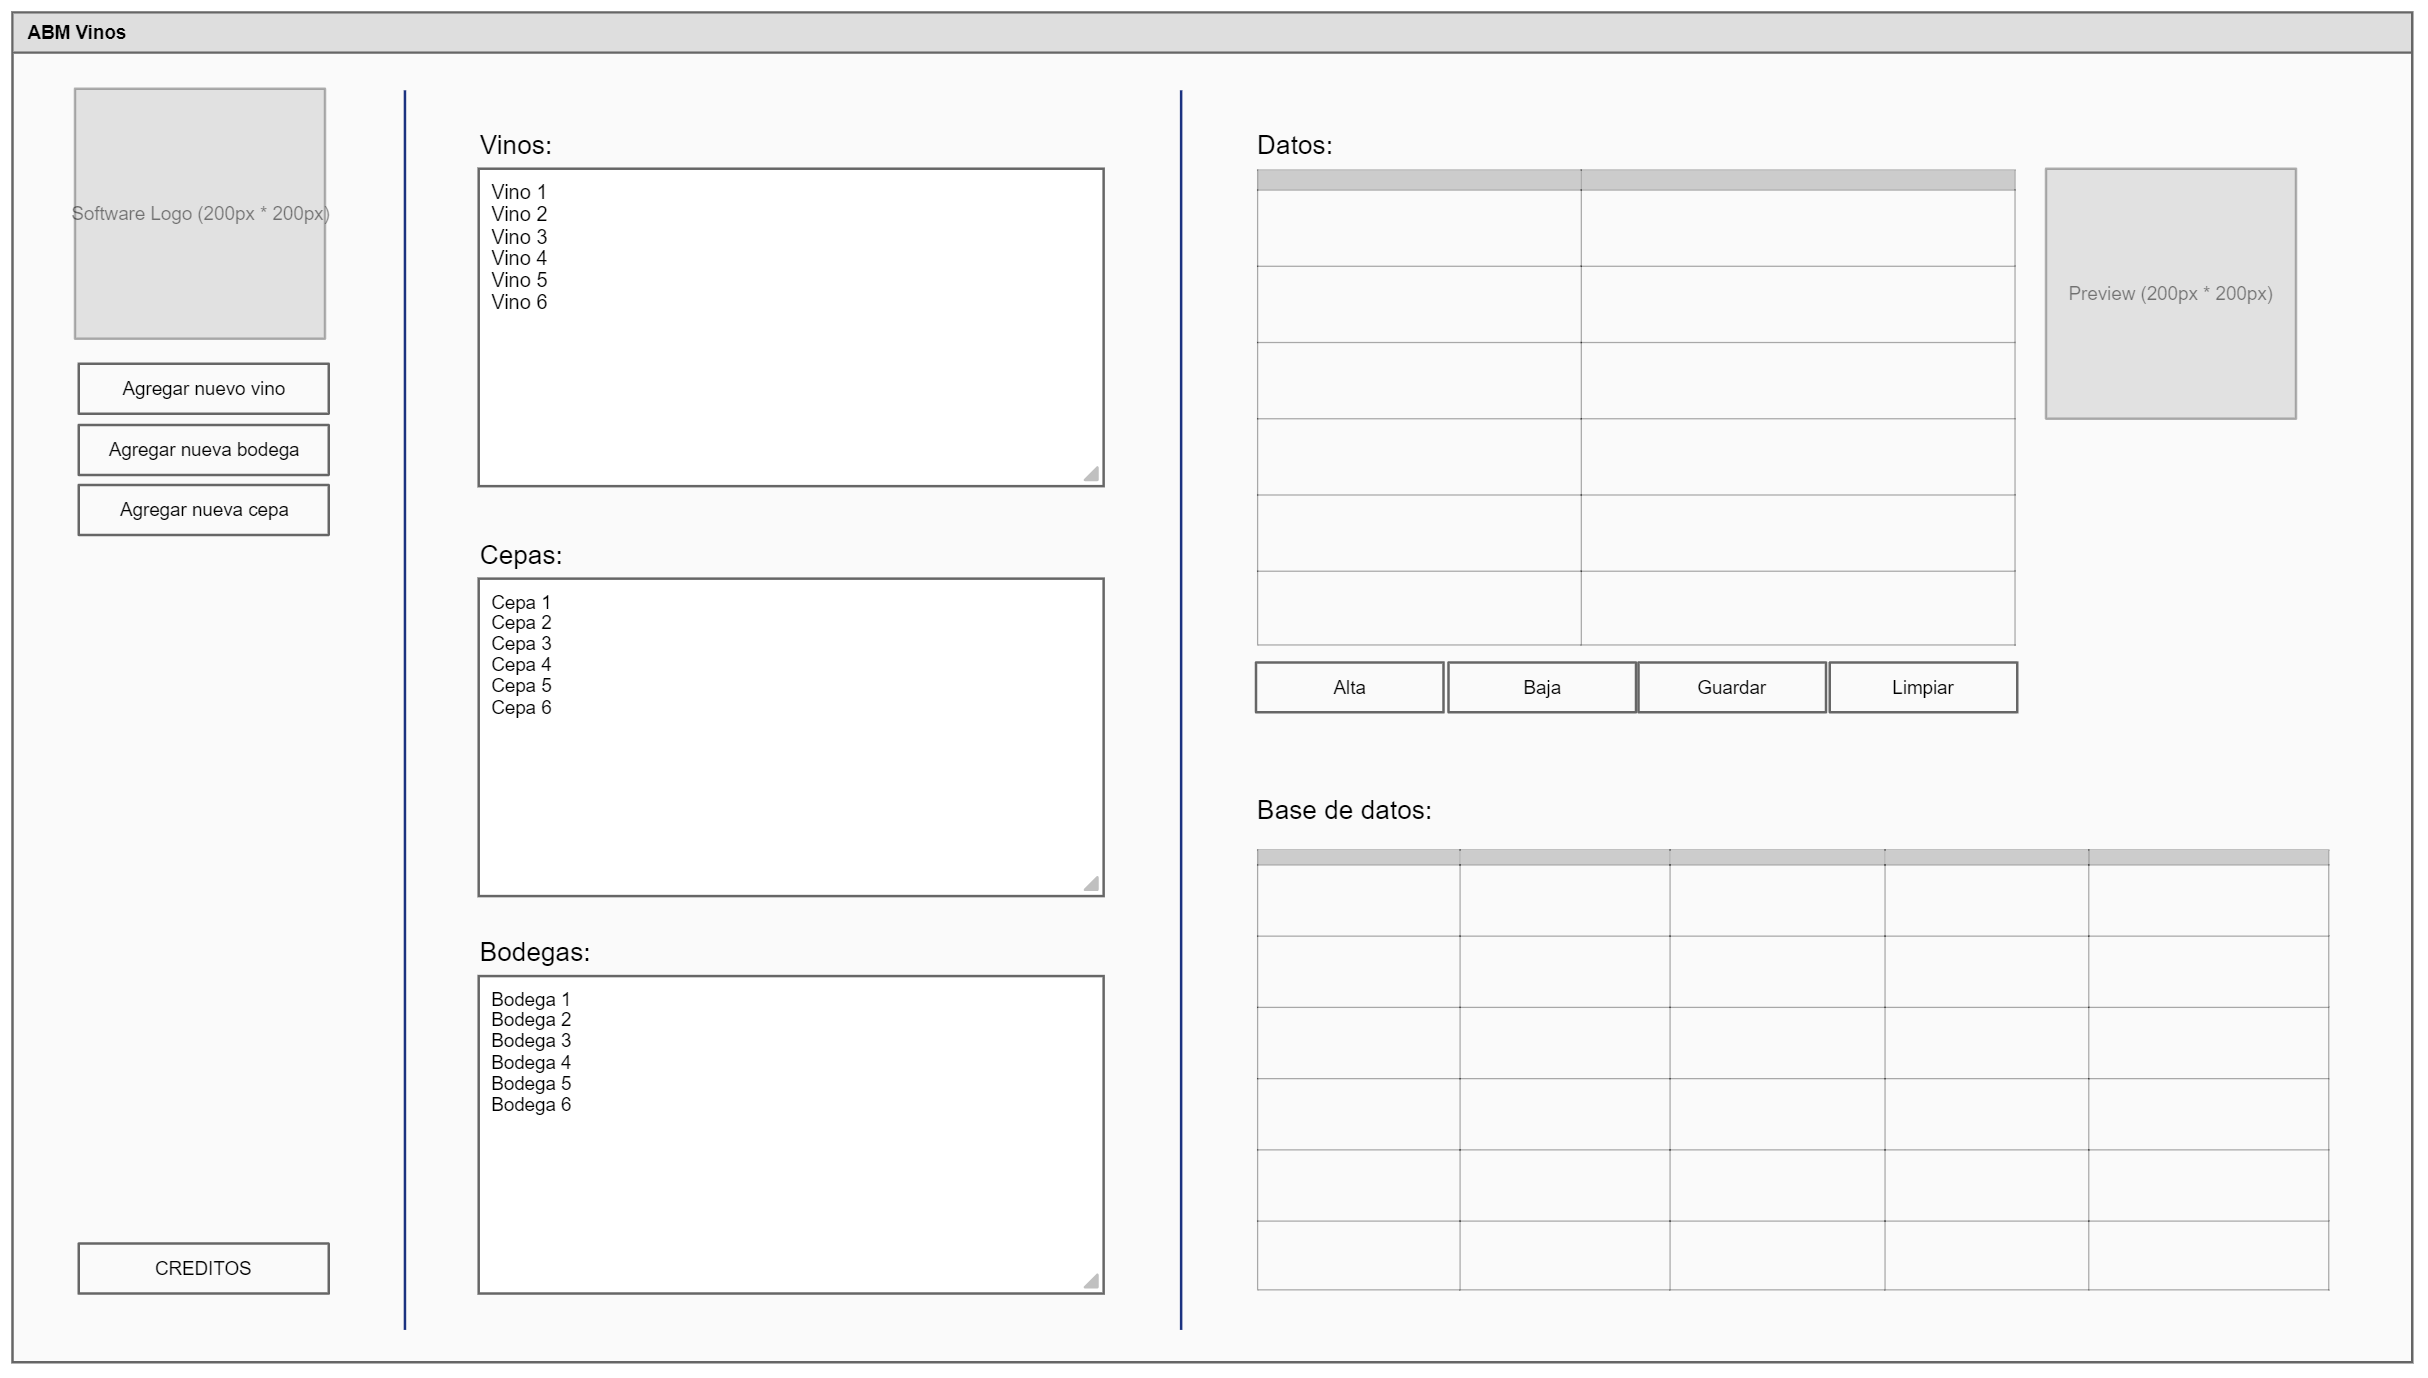 ABM Vinos
Software Logo (200px * 200px)
Agregar nuevo vino
Agregar nueva bodega
Agregar nueva cepa
CREDITOS
Vinos:
Vino 1
Vino 2
Vino 3
Vino 4
Vino 5
Vino 6
Cepas:
Cepa 1
Cepa 2
Cepa 3
Cepa 4
Cepa 5
Cepa 6
Bodegas:
Bodega 1
Bodega 2
Bodega 3
Bodega 4
Bodega 5
Bodega 6
Datos:
Preview (200px * 200px)
Alta
Baja
Guardar
Limpiar
Base de datos: